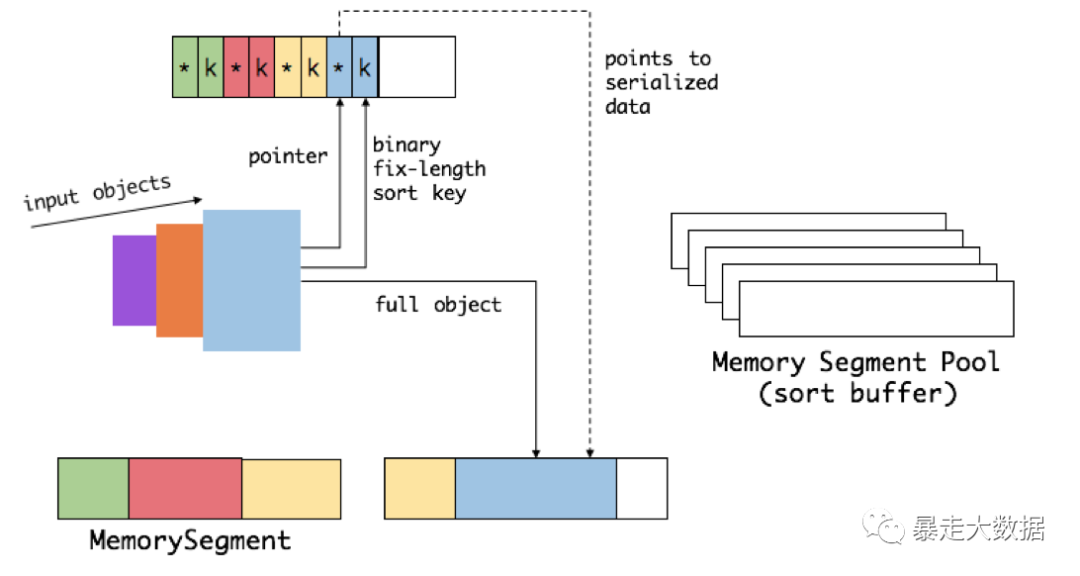 * k * k * k * k
points to
serialized
data
pointer
binary
fix-length
sort key
input objects
full object
Memory Segment Pool
(sort buffer)
MemorySegment
暴走大数据